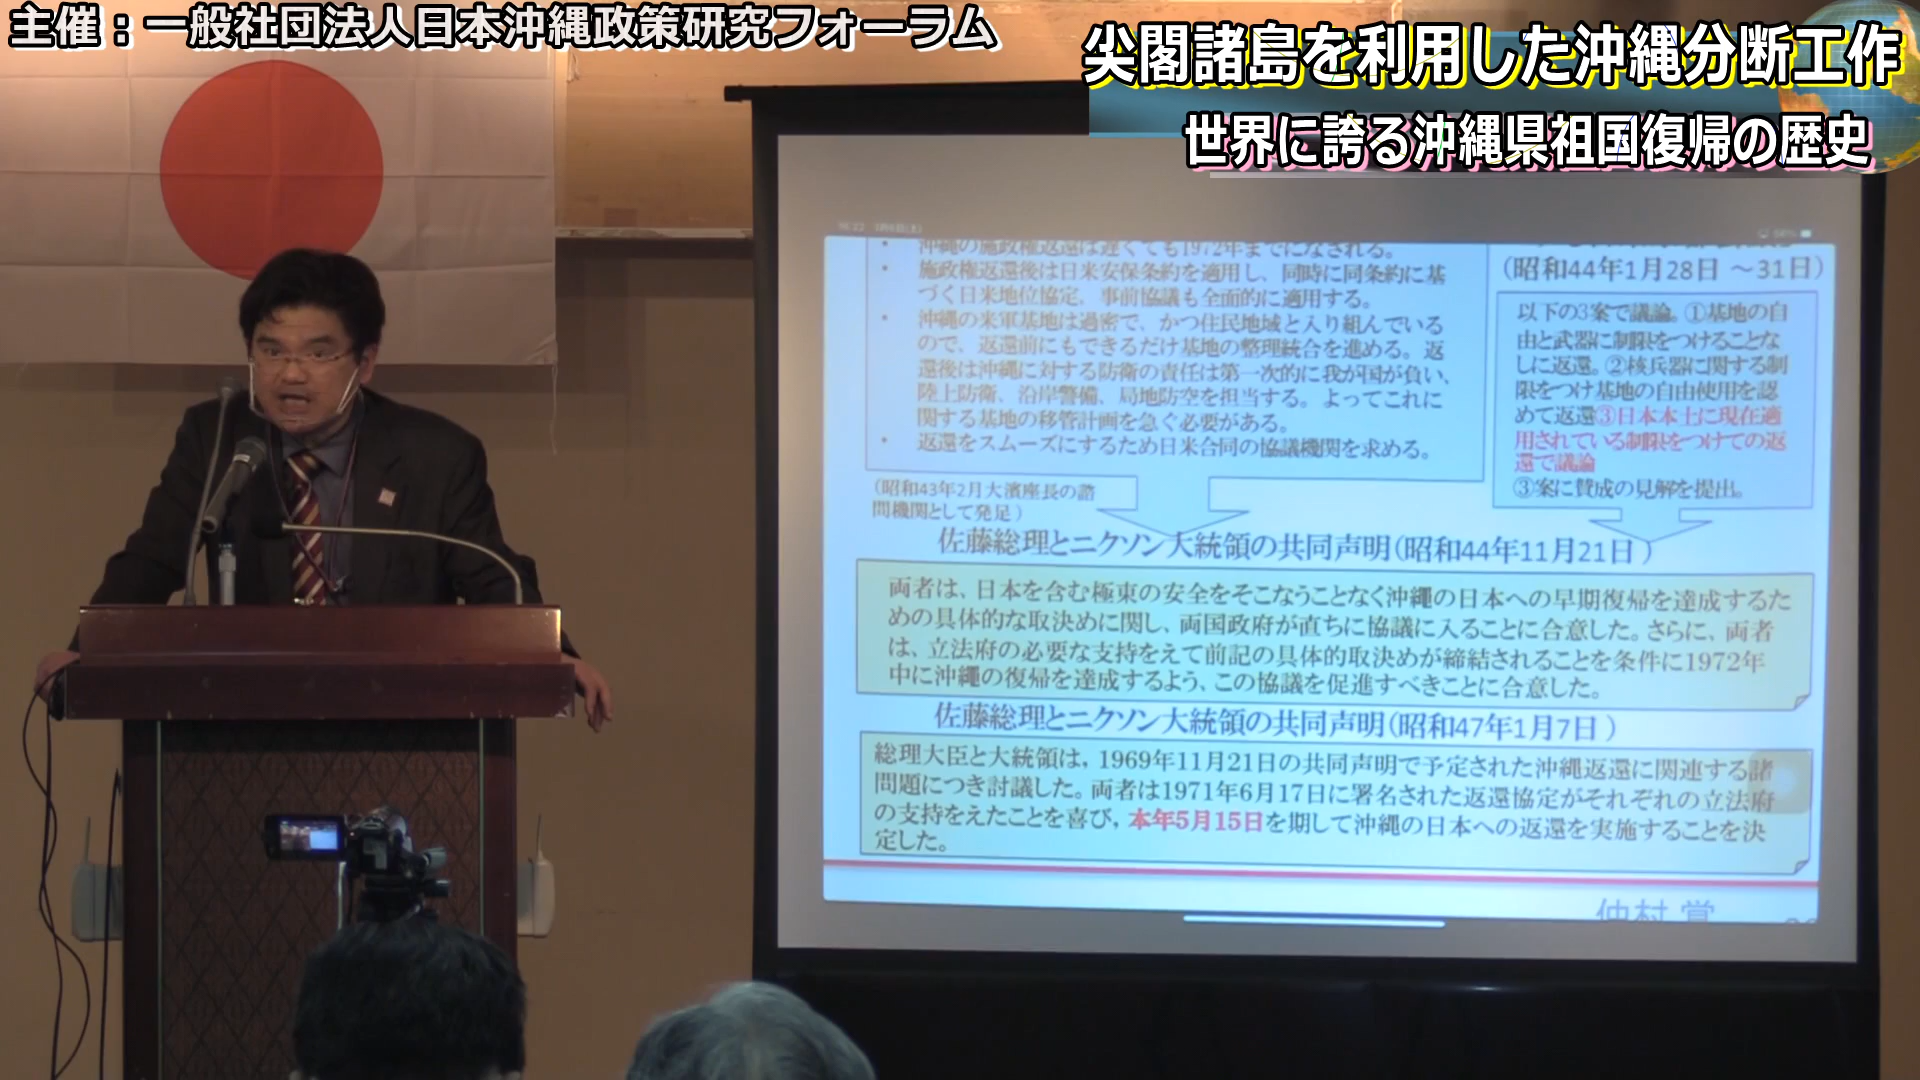 主催：一般社団法人日本沖縄政策研究フォーラム
尖閣諸島を利用した沖縄分断工作
世界に誇る沖縄県祖国復帰の歴史
・ 沖縄の施政権返還は遅くても1972年までになされる。
・ 施政権返還後は日米安保条約を適用し、同時に同条約に基
づく日米地位協定、事前協議も全面的に適用する。
・ 沖縄の米軍基地は過密で、かつ住民地域と入り組んでいる
ので、返還前にもできるだけ基地の整理統合を進める。返
還後は沖縄に対する防衛の責任は第一次的に我が国が負い、
陸上防衛、沿岸警備、局地防空を担当する。よってこれに
関する基地の移管計画を急ぐ必要がある。
・ 返還をスムーズにするため日米合同の協議機関を求める。
(昭和44年1月28日 ～31日)
以下の3案で議論。①基地の自
由と武器に制限をつけることな
しに返還。②核兵器に関する制
限をつけ基地の自由使用を認
めて返還③日本本土に現在適
用されている制限をつけての返
還で議論
③案に賛成の見解を提出。
(昭和43年2月大濱座長の諮
問機関として発足)
佐藤総理とニクソン大統領の共同声明(昭和44年11月21日)
両者は、日本を含む極東の安全をそこなうことなく沖縄の日本への早期復帰を達成するた
めの具体的な取決めに関し、両国政府が直ちに協議に入ることに合意した。さらに、両者
は、立法府の必要な支持をえて前記の具体的取決めが締結されることを条件に1972年
中に沖縄の復帰を達成するよう、この協議を促進すべきことに合意した。
佐藤総理とニクソン大統領の共同声明(昭和47年1月7日)
総理大臣と大統領は，1969年11月21日の共同声明で予定された沖縄返還に関連する諸
問題につき討議した。両者は1971年6月17日に署名された返還協定がそれぞれの立法府
の支持をえたことを喜び，本年5月15日を期して沖縄の日本への返還を実施することを決
定した。
仲村 覚